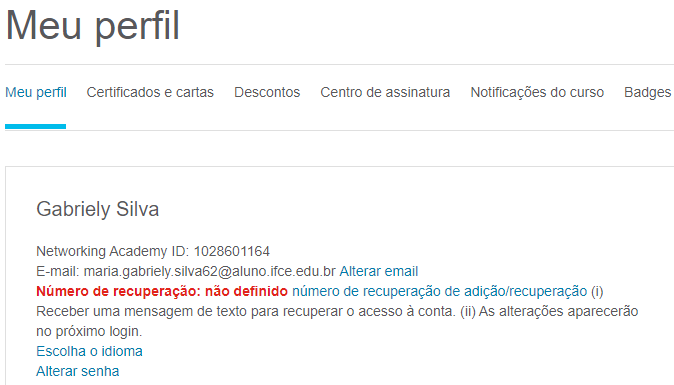 Meu perfil
Meu perfil Certificados e cartas Descontos Centro de assinatura Notificações do curso Badges
Gabriely Silva
Networking Academy ID: 1028601164
E-mail: maria.gabriely.silva62@aluno.ifce.edu.br Alterar email
Número de recuperação: não definido número de recuperação de adição/recuperação (i)
Receber uma mensagem de texto para recuperar o acesso à conta. (ii) As alterações aparecerão
no próximo login.
Escolha o idioma
Alterar senha